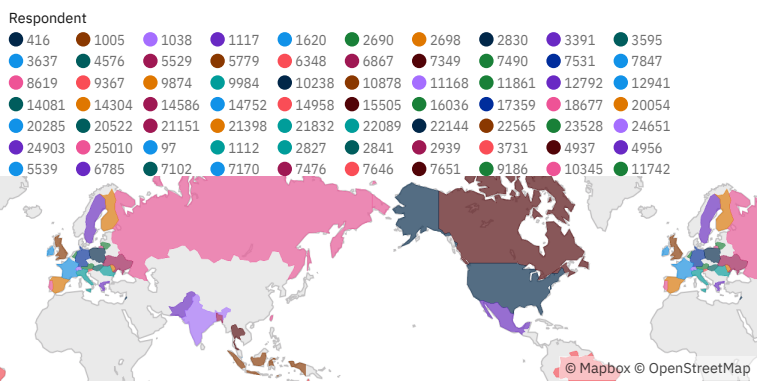 Respondent
416 1005 1038 1117 1620 2690 2698 2830 3391 3595
3637 4576 5529 5779 6348 6867 7349 7490 7531 7847
8619 9367 9874 9984 10238 10878 11168 11861 12792 12941
14081 14304 14586 14752 14958 15505 16036 17359 18677 20054
20285 20522 21151 21398 21832 22089 22144 22565 23528 24651
24903 25010 97 1112 2827 2841 2939 3731 4937 4956
5539 6785 7102 7170 7476 7646 7651 9186 10345 11742
© Mapbox © OpenStreetMap